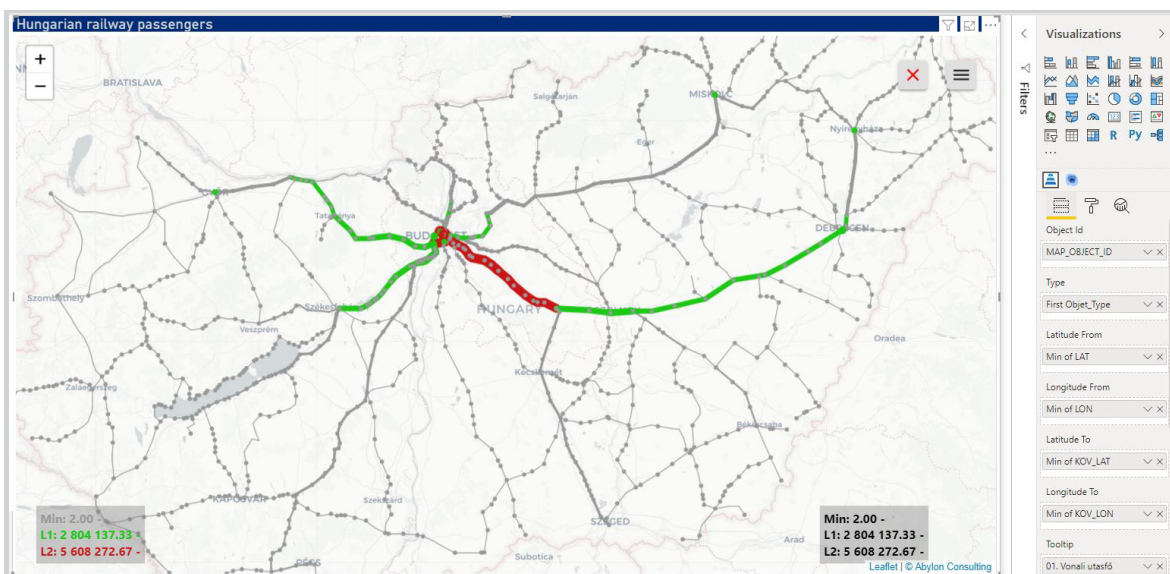 Hungarian railway passengers
+
−
BRATISLAVA
Salgótarján
MISKOLC
Eger
Nyíregyháza
GYŐR
Tatabánya
BUDAPEST
DEBRECEN
Szombathely
HUNGARY
Veszprém
Oradea
Kecskemét
Zalaegerszeg
Békéscsaba
KAPOSVÁR
Szekszárd
SZEGED
Arad
Subotica
PÉCS
Min: 2.00 -
L1: 2 804 137.33 -
L2: 5 608 272.67 -
Min: 2.00 -
L1: 2 804 137.33 -
L2: 5 608 272.67 -
Leaflet | © Abylon Consulting
Filters
Visualizations
R Py
...
Object Id
MAP_OBJECT_ID
Type
First Objet_Type
Latitude From
Min of LAT
Longitude From
Min of LON
Latitude To
Min of KOV_LAT
Longitude To
Min of KOV_LON
Tooltip
01. Vonali utasfő